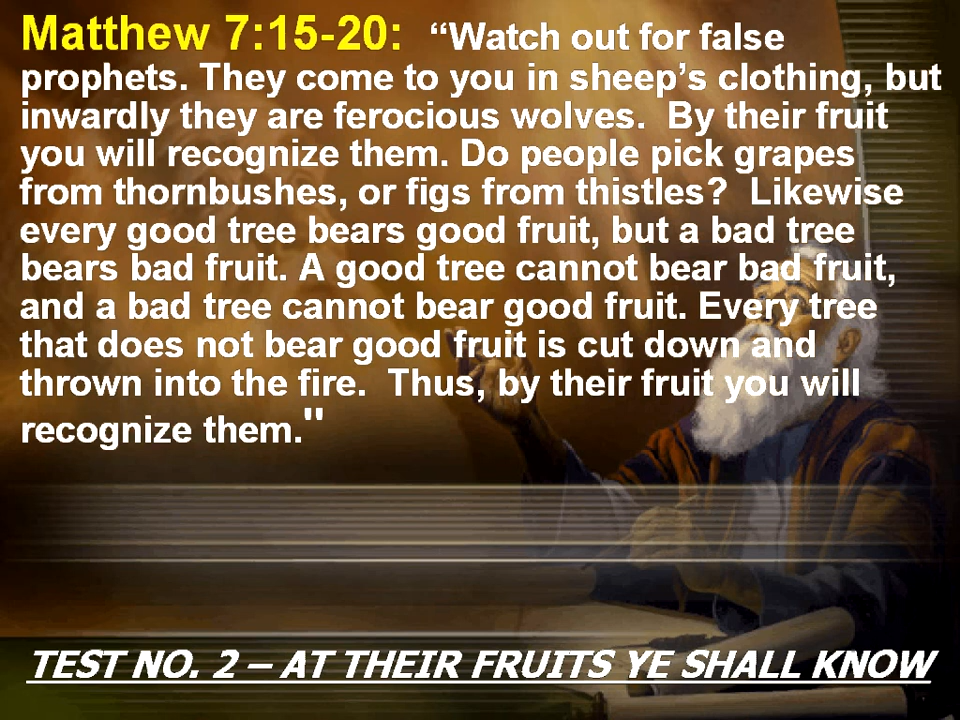 Matthew 7:15-20:  “Watch out for false
prophets. They come to you in sheep’s clothing, but
inwardly they are ferocious wolves.  By their fruit
you will recognize them. Do people pick grapes
from thornbushes, or figs from thistles?  Likewise
every good tree bears good fruit, but a bad tree
bears bad fruit. A good tree cannot bear bad fruit,
and a bad tree cannot bear good fruit. Every tree
that does not bear good fruit is cut down and
thrown into the fire.  Thus, by their fruit you will
recognize them."
TEST NO. 2 – AT THEIR FRUITS YE SHALL KNOW